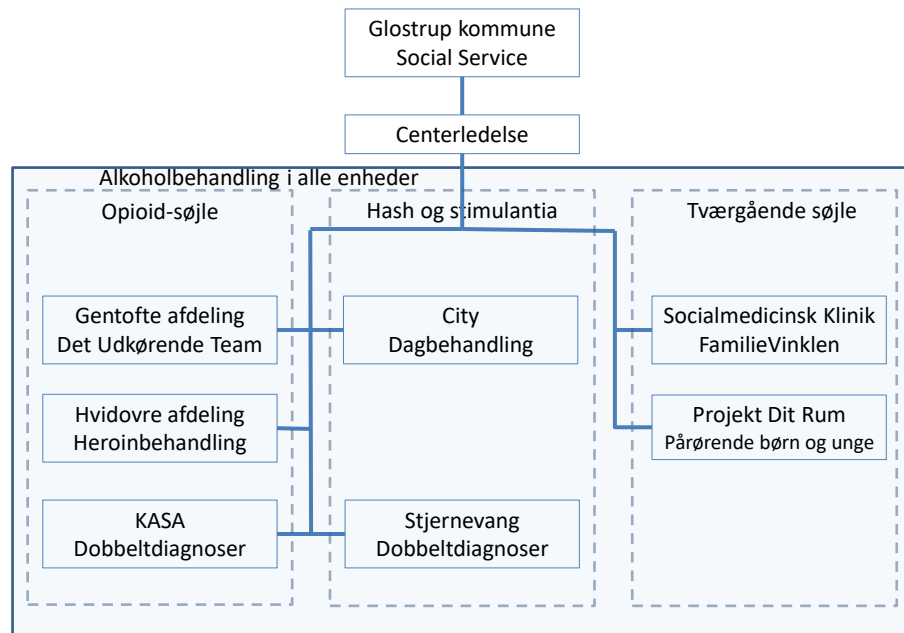 Glostrup kommune
Social Service
Centerledelse
Alkoholbehandling i alle enheder
Opioid-søjle
Gentofte afdeling
Det Udkørende Team
Hvidovre afdeling
Heroinbehandling
KASA
Dobbeltdiagnoser
Hash og stimulantia
City
Dagbehandling
Stjernevang
Dobbeltdiagnoser
Tværgående søjle
Socialmedicinsk Klinik
FamilieVinklen
Projekt Dit Rum
Pårørende børn og unge